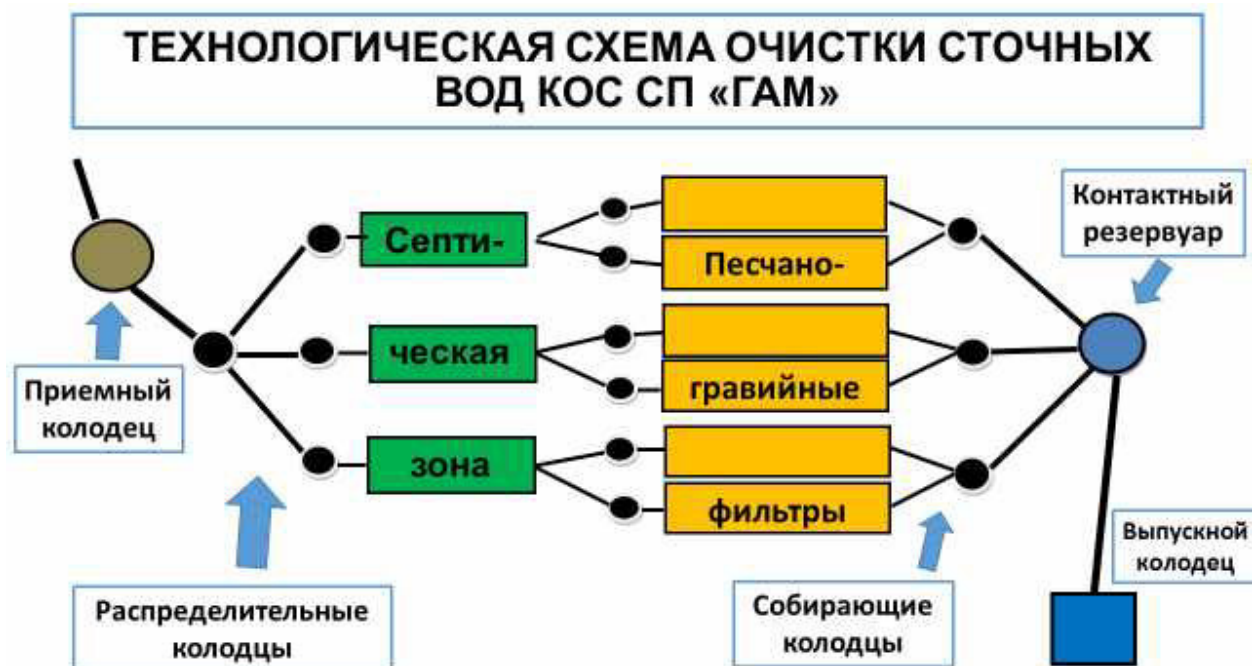 ТЕХНОЛОГИЧЕСКАЯ СХЕМА ОЧИСТКИ СТОЧНЫХ
ВОД КОС СП «ГАМ»
Контактный
резервуар
Септи-
Песчано-
ческая
гравийные
Приемный
колодец
зона
фильтры
Выпускной
колодец
Распределительные
колодцы
Собирающие
колодцы